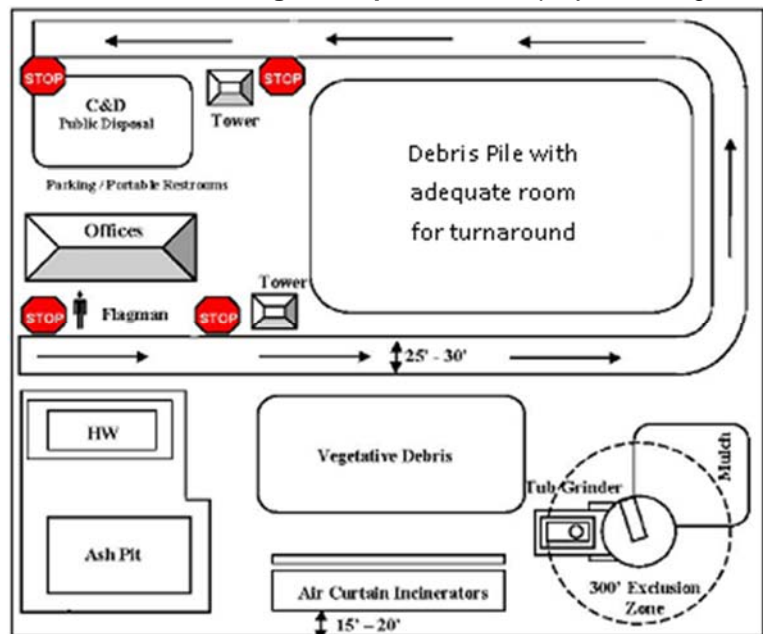 STOP
STOP
C&D
Public Disposal
Tower
Debris Pile with
adequate room
for turnaround
Parking / Portable Restrooms
Offices
Tower
STOP
Flagman
STOP
25' - 30'
HW
Vegetative Debris
Mulch
Tub Grinder
Ash Pit
Air Curtain Incinerators
300' Exclusion
Zone
15' - 20'